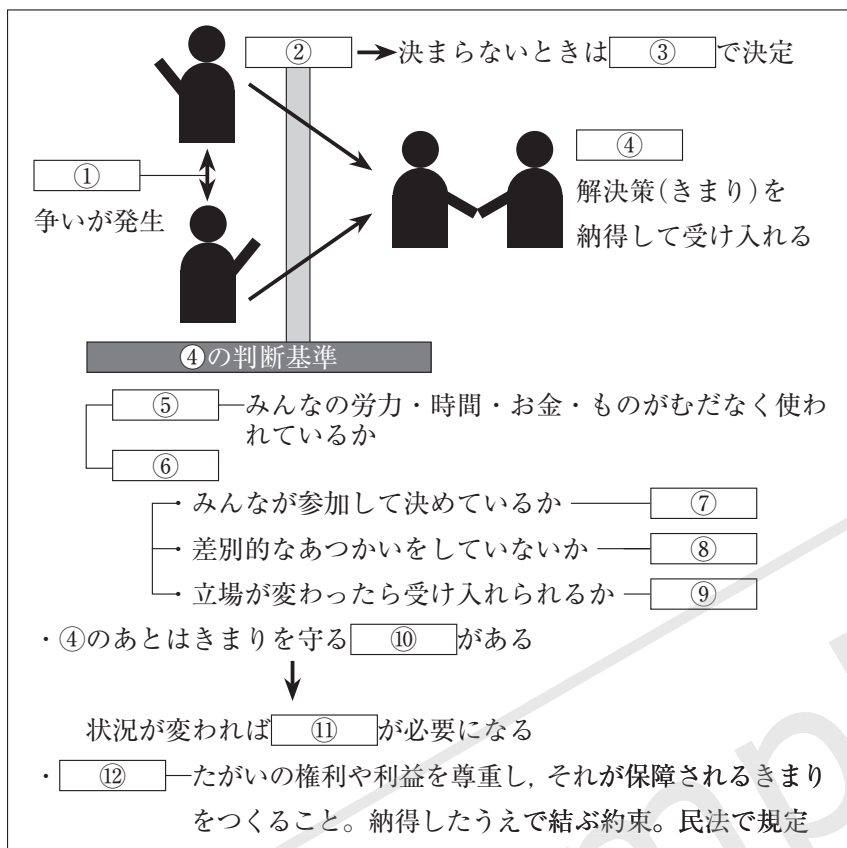 ② → 決まらないときは ③ で決定
④
① 解決策(きまり)を
争いが発生 納得して受け入れる
④の判断基準
⑤ みんなの労力・時間・お金・ものがむだなく使わ
れているか
⑥
・みんなが参加して決めているか ⑦
・差別的なあつかいをしていないか ⑧
・立場が変わったら受け入れられるか ⑨
・④のあとはきまりを守る ⑩ がある
状況が変われば ⑪ が必要になる
・ ⑫ たがいの権利や利益を尊重し,それが保障されるきまり
をつくること。納得したうえで結ぶ約束。民法で規定